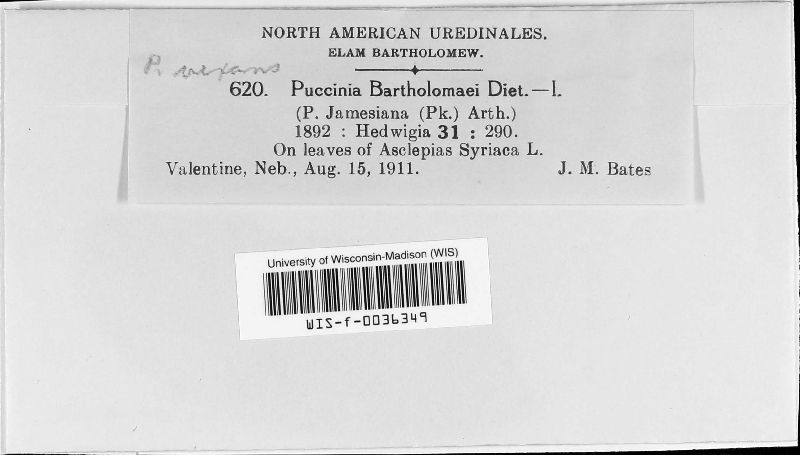 NORTH AMERICAN UREDINALES.
ELAM BARTHOLOMEW.
P. vexans
620. Puccinia Bartholomaei Diet.—I.
(P. Jamesiana (Pk.) Arth.)
1892 : Hedwigia 31 : 290.
On leaves of Asclepias Syriaca L.
Valentine, Neb., Aug. 15, 1911. J. M. Bates
University of Wisconsin-Madison (WIS)
WIS-f-0036349